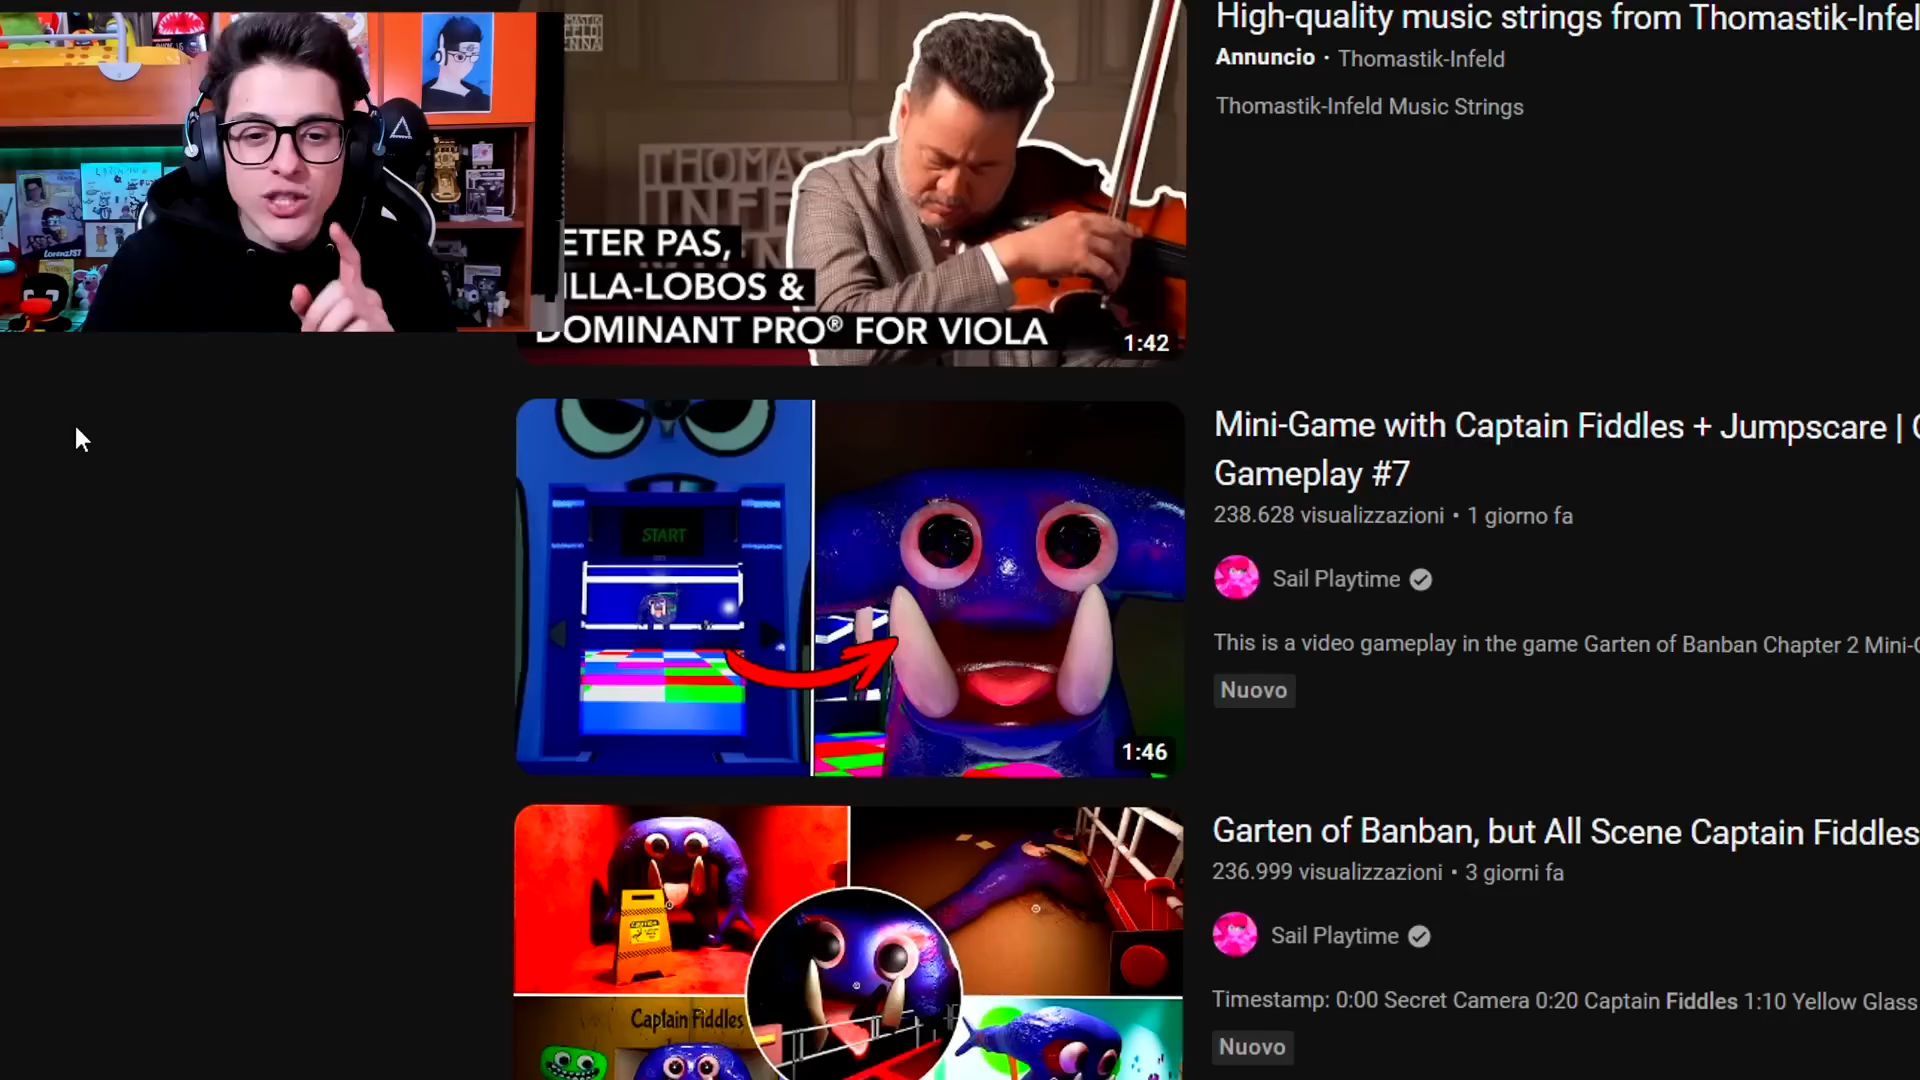 High-quality music strings from Thomastik-Infel
Annuncio • Thomastik-Infeld
Thomastik-Infeld Music Strings
THOMAS
INFE
ETER PAS,
ILLA-LOBOS &
DOMINANT PRO® FOR VIOLA
1:42
Mini-Game with Captain Fiddles + Jumpscare |
Gameplay #7
238.628 visualizzazioni • 1 giorno fa
Sail Playtime
This is a video gameplay in the game Garten of Banban Chapter 2 Mini-
Nuovo
START
1:46
Garten of Banban, but All Scene Captain Fiddles
236.999 visualizzazioni • 3 giorni fa
Sail Playtime
Timestamp: 0:00 Secret Camera 0:20 Captain Fiddles 1:10 Yellow Glass
Nuovo
CAUTION
Captain Fiddles